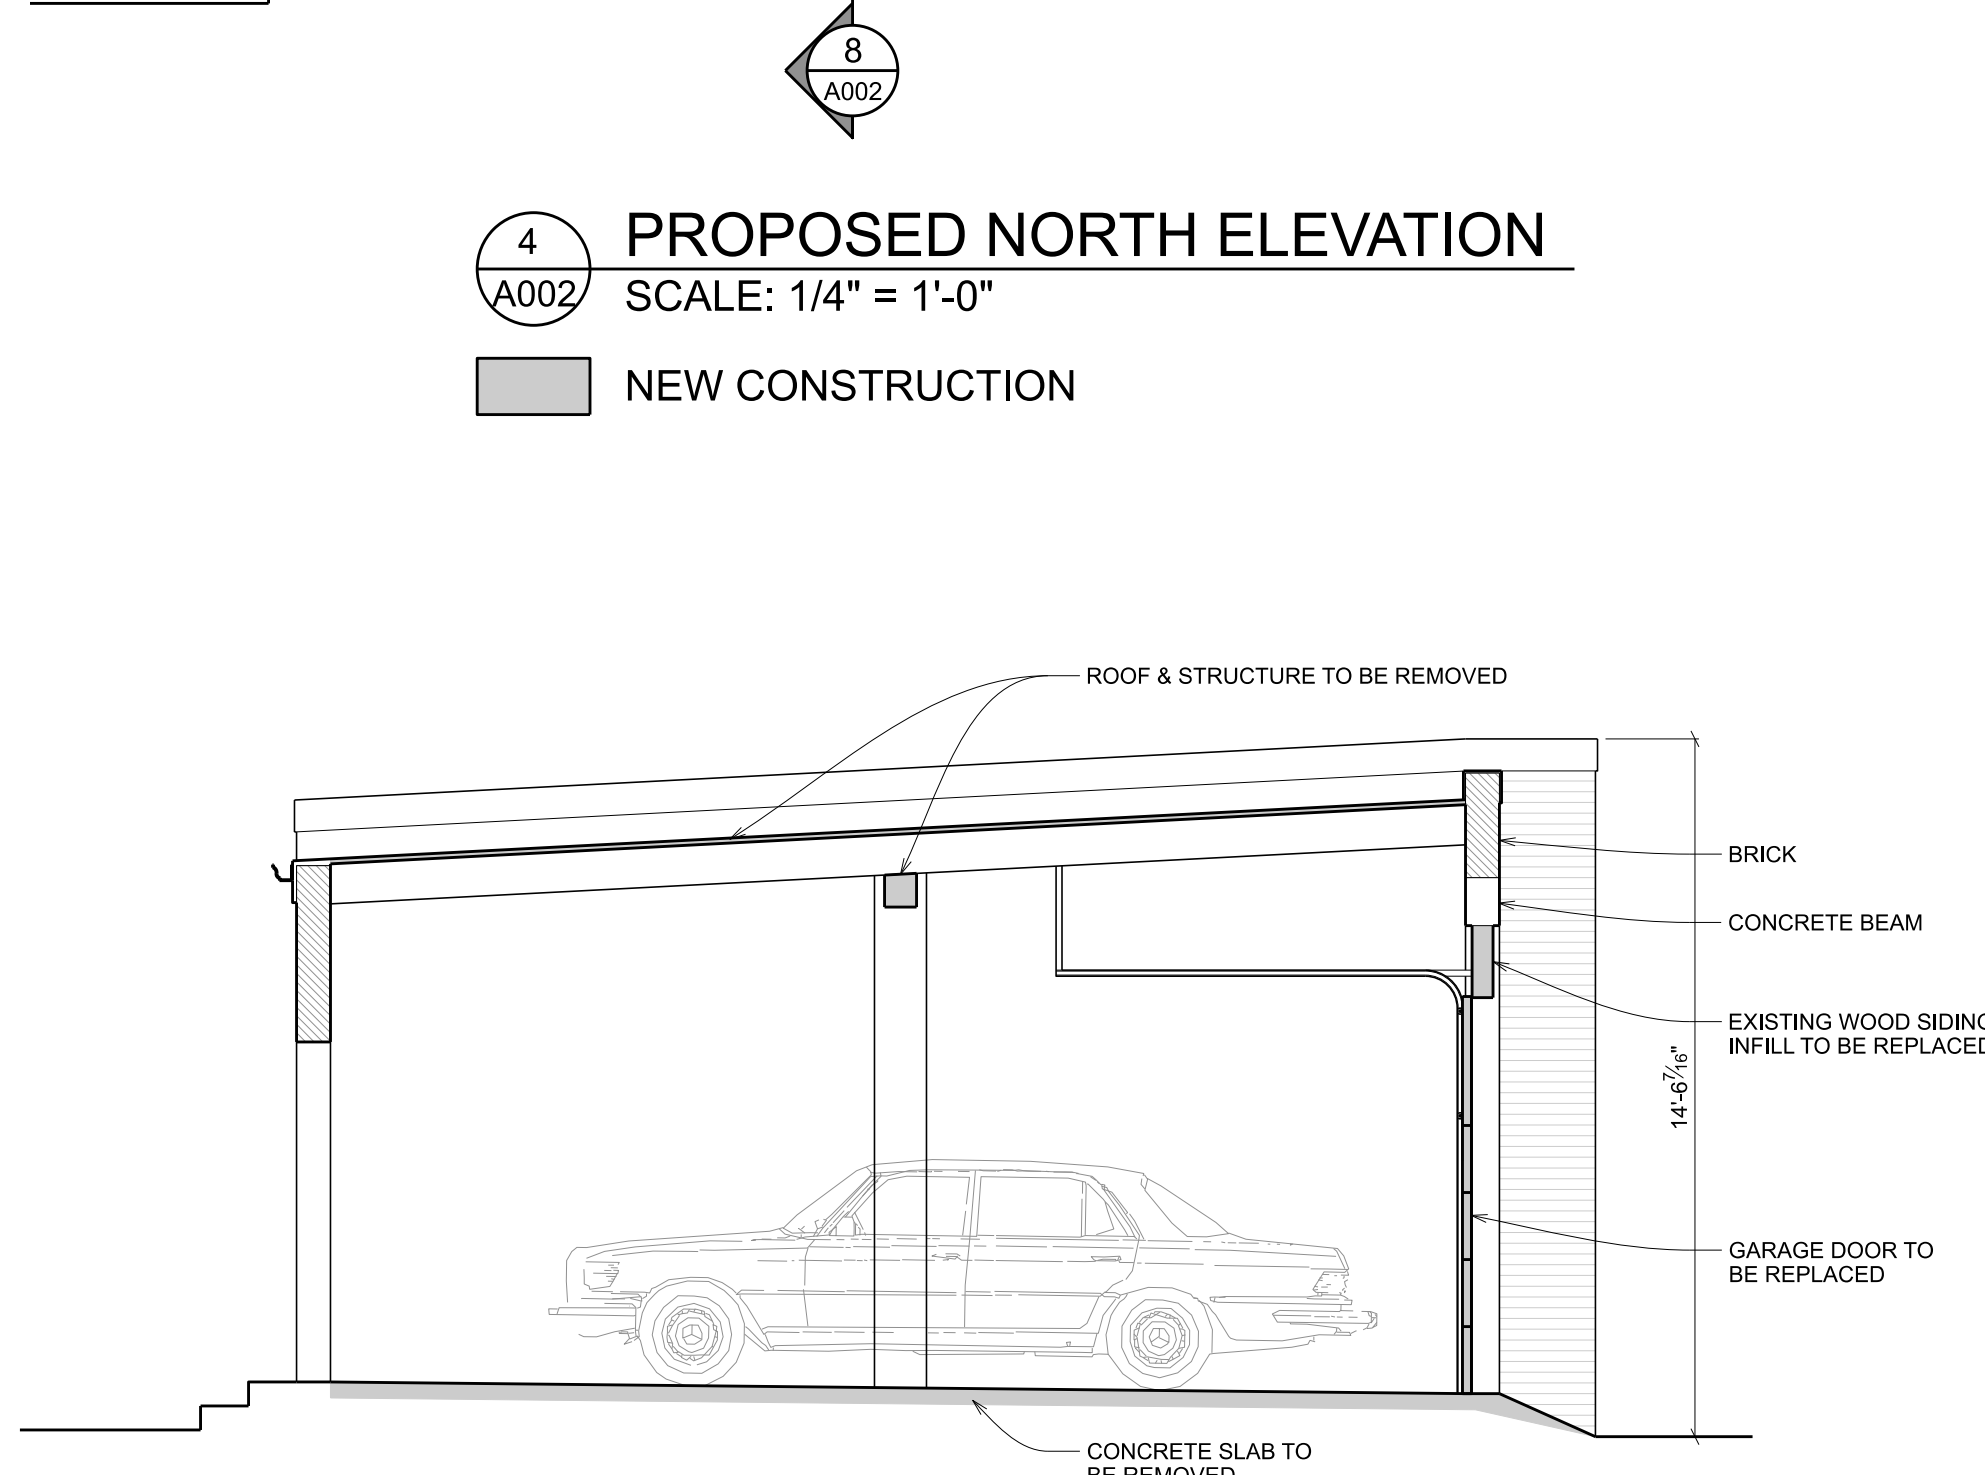 8
A002
4
PROPOSED NORTH ELEVATION
A002
SCALE: 1/4" = 1'-0"
NEW CONSTRUCTION
ROOF & STRUCTURE TO BE REMOVED
BRICK
CONCRETE BEAM
EXISTING WOOD SIDING
INFILL TO BE REPLACED
14'-6 7/16"
GARAGE DOOR TO
BE REPLACED
CONCRETE SLAB TO
BE REMOVED